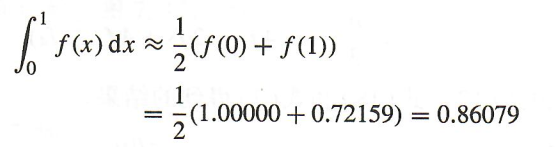 ∫₀¹ f(x) dx ≈ 1/2 (f(0) + f(1))
= 1/2 (1.00000 + 0.72159) = 0.86079